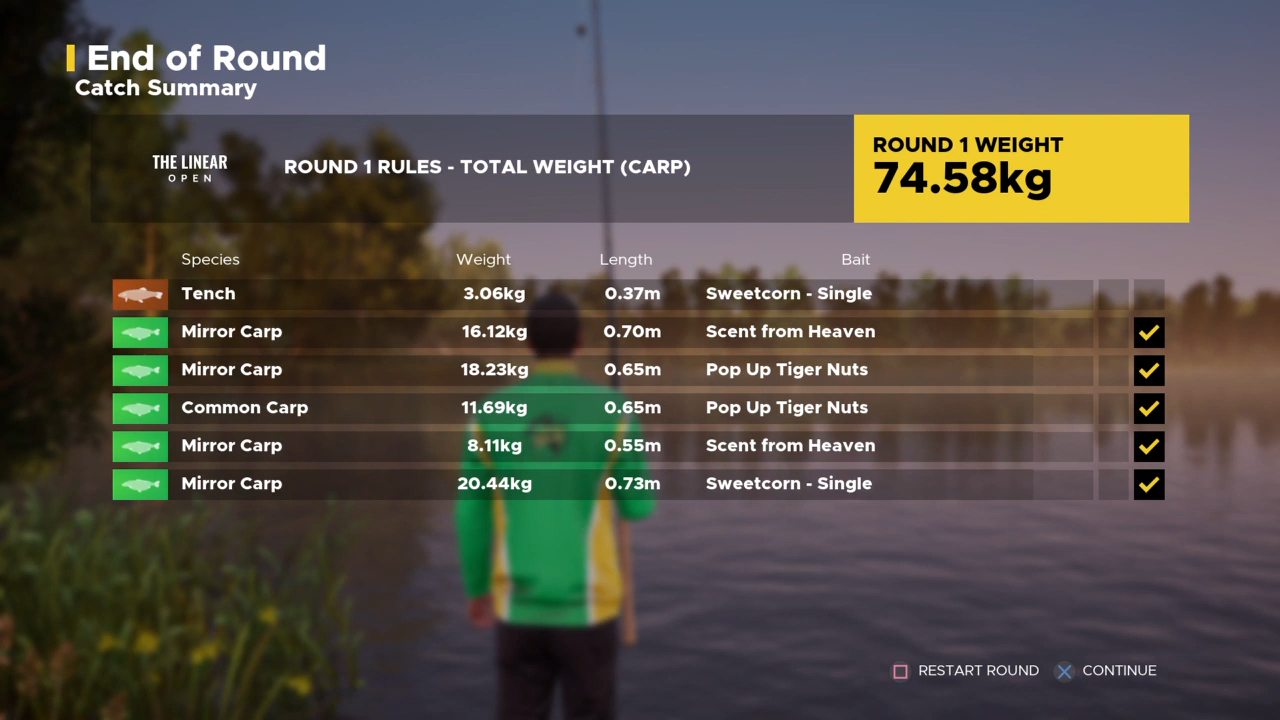 End of Round
Catch Summary
THE LINEAR
OPEN
ROUND 1 RULES - TOTAL WEIGHT (CARP)
ROUND 1 WEIGHT
74.58kg
Species Weight Length Bait
Tench 3.06kg 0.37m Sweetcorn - Single
Mirror Carp 16.12kg 0.70m Scent from Heaven
Mirror Carp 18.23kg 0.65m Pop Up Tiger Nuts
Common Carp 11.69kg 0.65m Pop Up Tiger Nuts
Mirror Carp 8.11kg 0.55m Scent from Heaven
Mirror Carp 20.44kg 0.73m Sweetcorn - Single
RESTART ROUND CONTINUE